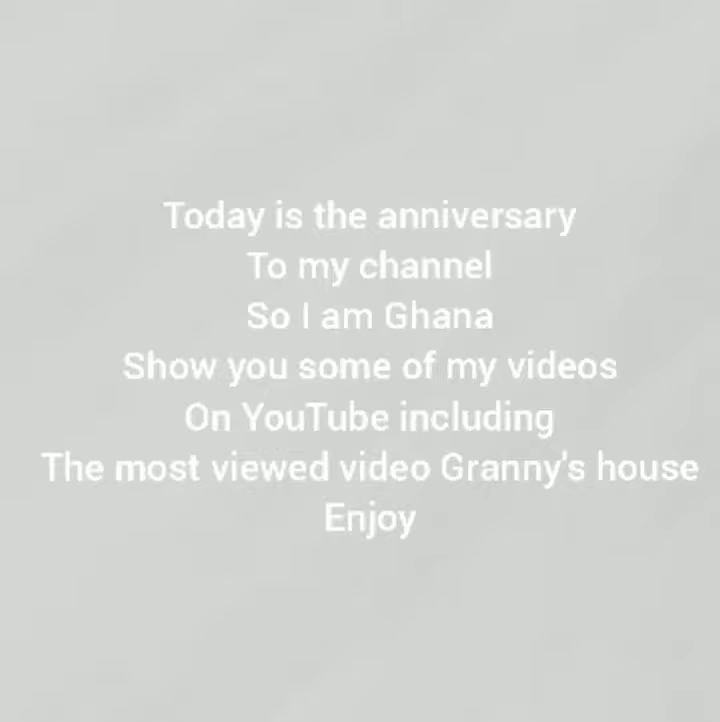 Today is the anniversary
To my channel
So I am Ghana
Show you some of my videos
On YouTube including
The most viewed video Granny's house
Enjoy